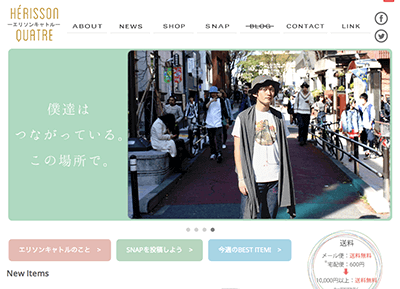 HÉRISSON
ーエリソンキャトルー
QUATRE
ABOUT NEWS SHOP SNAP BLOG CONTACT LINK
僕達は
つながっている。
この場所で。
エリソンキャトルのこと >
SNAPを投稿しよう >
今週のBEST ITEM! >
送料
メール便：送料無料
宅配便：600円
10,000円以上：送料無料
New Items